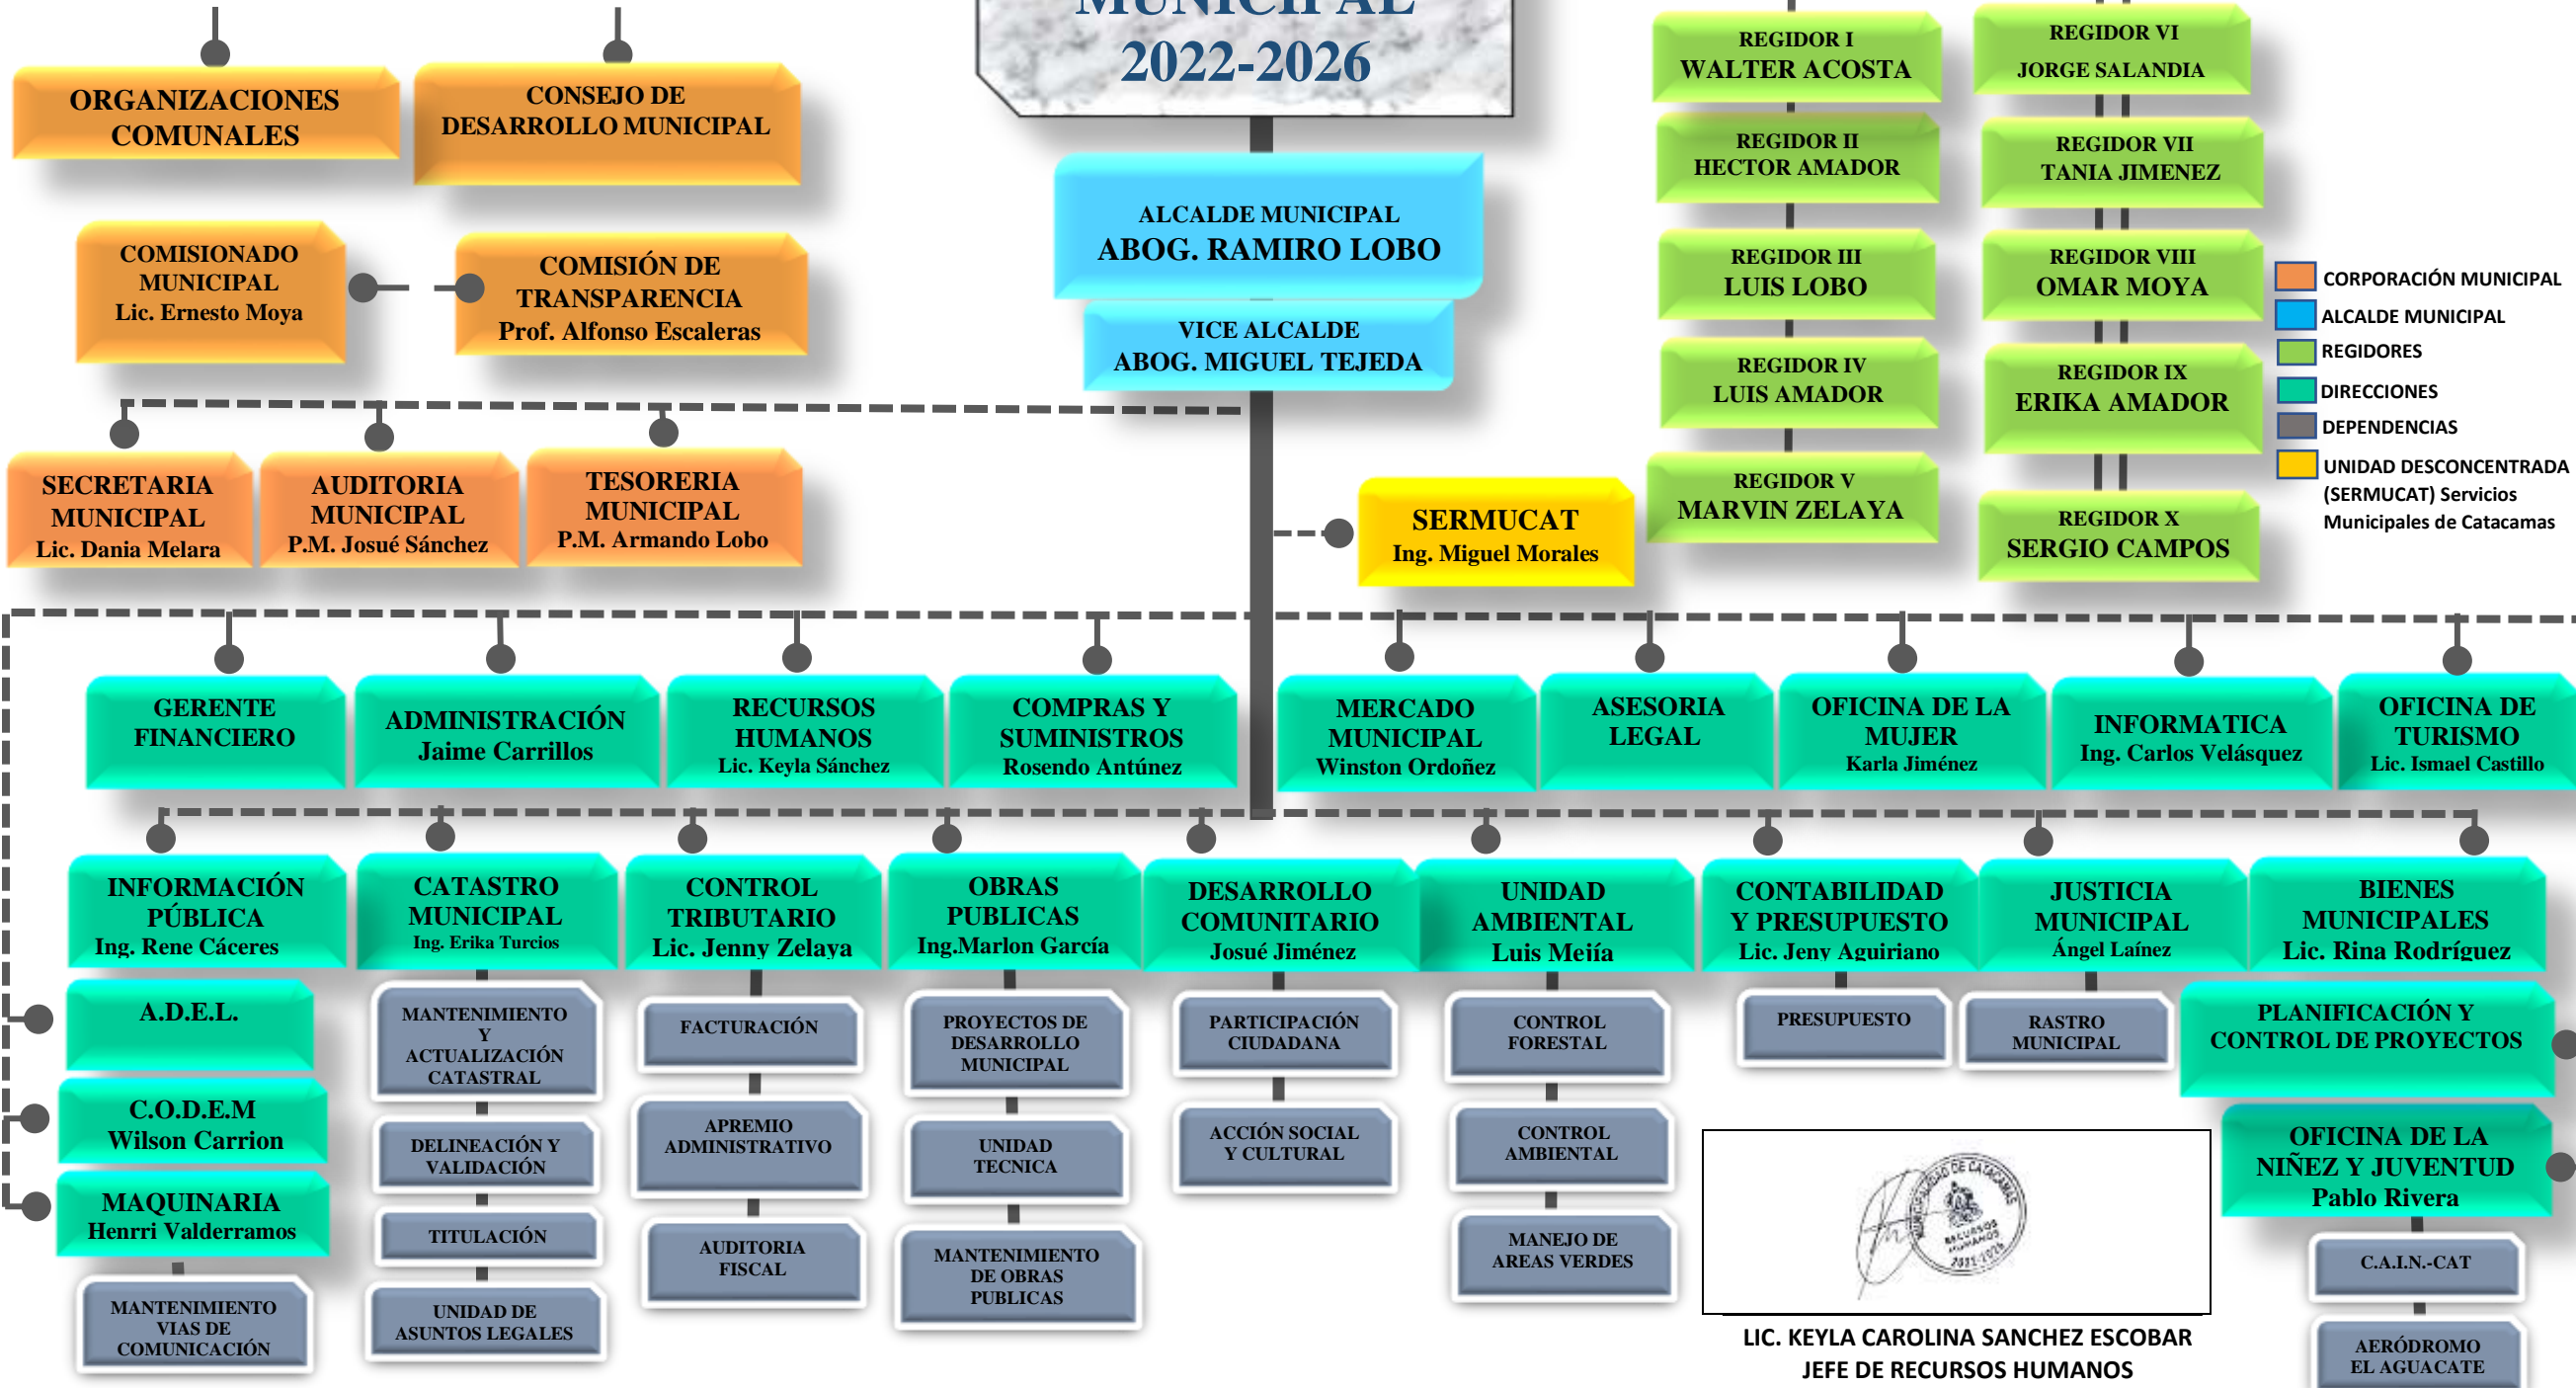 MUNICIPAL
2022-2026
ORGANIZACIONES
COMUNALES
CONSEJO DE
DESARROLLO MUNICIPAL
COMISIONADO
MUNICIPAL
Lic. Ernesto Moya
COMISIÓN DE
TRANSPARENCIA
Prof. Alfonso Escaleras
ALCALDE MUNICIPAL
ABOG. RAMIRO LOBO
VICE ALCALDE
ABOG. MIGUEL TEJEDA
REGIDOR I
WALTER ACOSTA
REGIDOR II
HECTOR AMADOR
REGIDOR III
LUIS LOBO
REGIDOR IV
LUIS AMADOR
REGIDOR V
MARVIN ZELAYA
REGIDOR VI
JORGE SALANDIA
REGIDOR VII
TANIA JIMENEZ
REGIDOR VIII
OMAR MOYA
REGIDOR IX
ERIKA AMADOR
REGIDOR X
SERGIO CAMPOS
CORPORACIÓN MUNICIPAL
ALCALDE MUNICIPAL
REGIDORES
DIRECCIONES
DEPENDENCIAS
UNIDAD DESCONCENTRADA
(SERMUCAT) Servicios
Municipales de Catacamas
SECRETARIA
MUNICIPAL
Lic. Dania Melara
AUDITORIA
MUNICIPAL
P.M. Josué Sánchez
TESORERIA
MUNICIPAL
P.M. Armando Lobo
SERMUCAT
Ing. Miguel Morales
GERENTE
FINANCIERO
ADMINISTRACIÓN
Jaime Carrillos
RECURSOS
HUMANOS
Lic. Keyla Sánchez
COMPRAS Y
SUMINISTROS
Rosendo Antúnez
MERCADO
MUNICIPAL
Winston Ordoñez
ASESORIA
LEGAL
OFICINA DE LA
MUJER
Karla Jiménez
INFORMATICA
Ing. Carlos Velásquez
OFICINA DE
TURISMO
Lic. Ismael Castillo
INFORMACIÓN
PÚBLICA
Ing. Rene Cáceres
CATASTRO
MUNICIPAL
Ing. Erika Turcios
CONTROL
TRIBUTARIO
Lic. Jenny Zelaya
OBRAS
PUBLICAS
Ing.Marlon García
DESARROLLO
COMUNITARIO
Josué Jiménez
UNIDAD
AMBIENTAL
Luis Mejía
CONTABILIDAD
Y PRESUPUESTO
Lic. Jeny Aguiriano
JUSTICIA
MUNICIPAL
Ángel Laínez
BIENES
MUNICIPALES
Lic. Rina Rodríguez
A.D.E.L.
C.O.D.E.M
Wilson Carrion
MAQUINARIA
Henrri Valderramos
MANTENIMIENTO
VIAS DE
COMUNICACIÓN
MANTENIMIENTO
Y
ACTUALIZACIÓN
CATASTRAL
DELINEACIÓN Y
VALIDACIÓN
TITULACIÓN
UNIDAD DE
ASUNTOS LEGALES
FACTURACIÓN
APREMIO
ADMINISTRATIVO
AUDITORIA
FISCAL
PROYECTOS DE
DESARROLLO
MUNICIPAL
UNIDAD
TECNICA
MANTENIMIENTO
DE OBRAS
PUBLICAS
PARTICIPACIÓN
CIUDADANA
ACCIÓN SOCIAL
Y CULTURAL
CONTROL
FORESTAL
CONTROL
AMBIENTAL
MANEJO DE
AREAS VERDES
PRESUPUESTO
RASTRO
MUNICIPAL
PLANIFICACIÓN Y
CONTROL DE PROYECTOS
OFICINA DE LA
NIÑEZ Y JUVENTUD
Pablo Rivera
C.A.I.N.-CAT
AERÓDROMO
EL AGUACATE
MUNICIPALIDAD DE CATACAMAS
RECURSOS
HUMANOS
LIC. KEYLA CAROLINA SANCHEZ ESCOBAR
JEFE DE RECURSOS HUMANOS